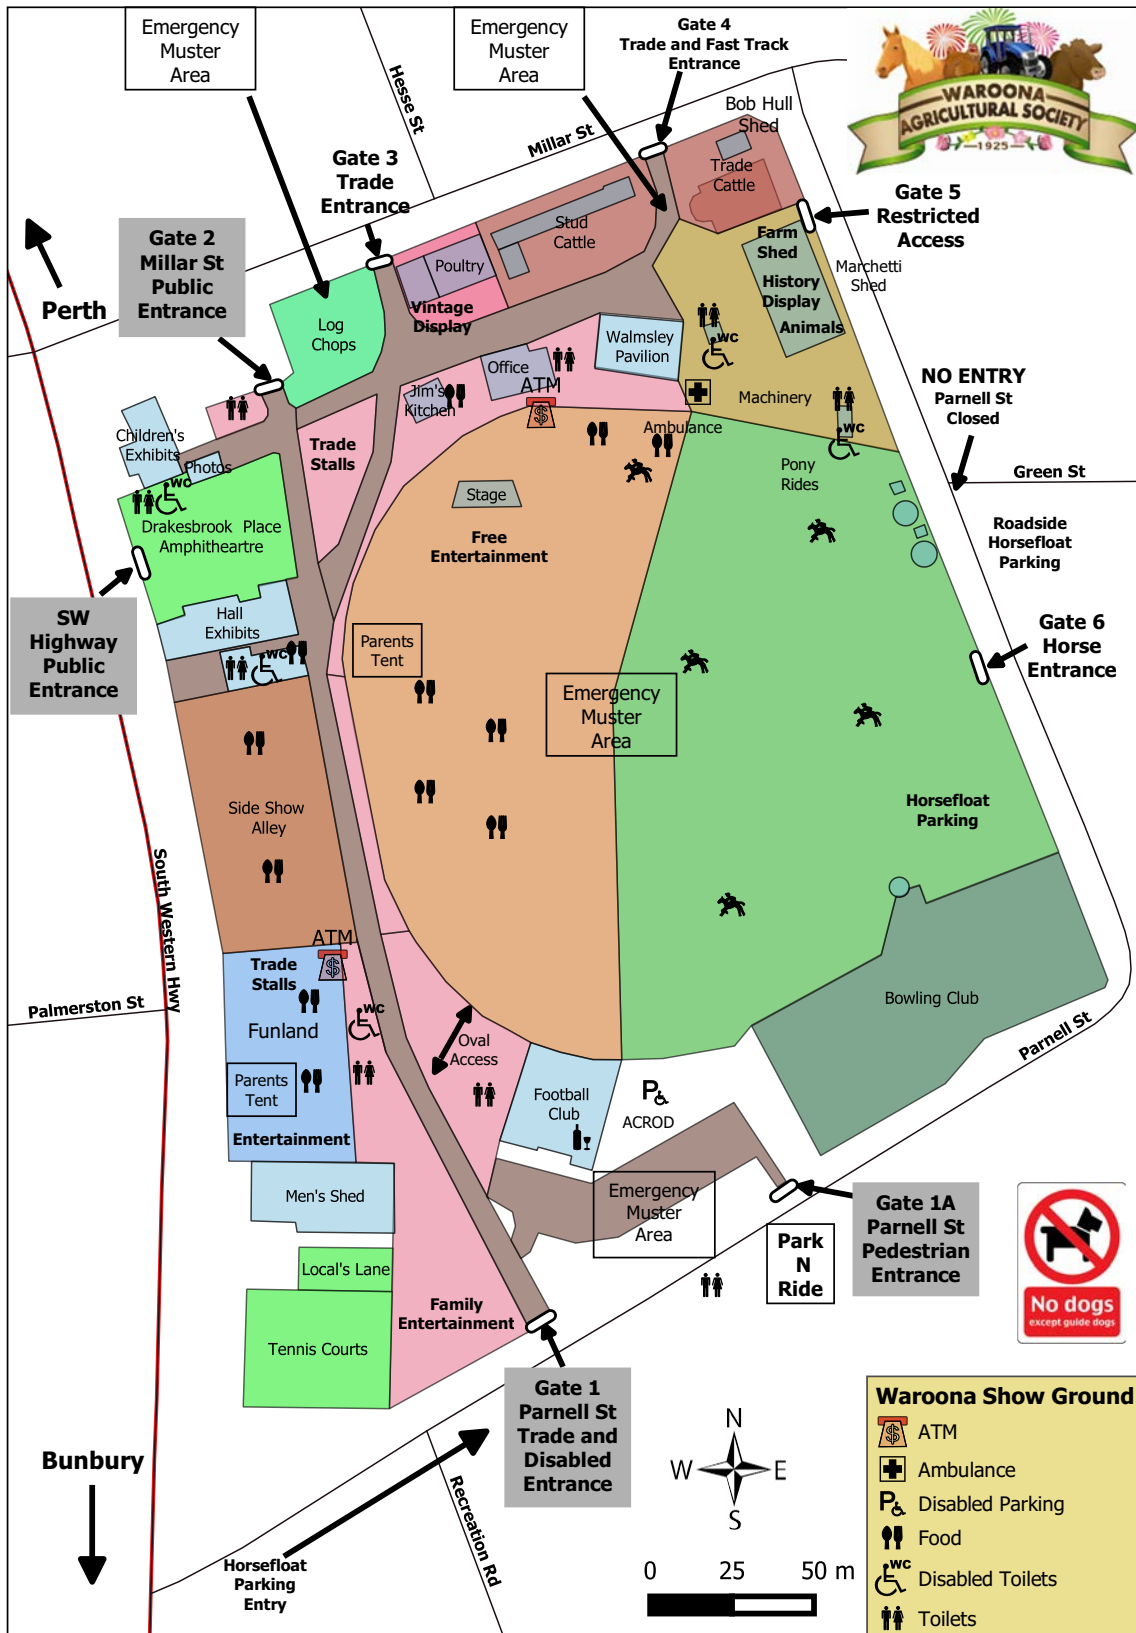 Emergency
Muster
Area
Emergency
Muster
Area
Gate 4
Trade and Fast Track
Entrance
WAROONA
AGRICULTURAL SOCIETY
1925
Hesse St
Millar St
Bob Hull
Shed
Trade
Cattle
Gate 3
Trade
Entrance
Gate 5
Restricted
Access
Gate 2
Millar St
Public
Entrance
Perth
Stud
Cattle
Poultry
Vintage
Display
Farm
Shed
History
Display
Animals
Marchetti
Shed
Log
Chops
Walmsley
Pavilion
WC
Office
ATM
Jim's
Kitchen
Machinery
Ambulance
NO ENTRY
Parnell St
Closed
WC
Children's
Exhibits
Photos
Trade
Stalls
Pony
Rides
Green St
WC
Stage
Drakesbrook Place
Amphitheartre
Free
Entertainment
Roadside
Horsefloat
Parking
SW
Highway
Public
Entrance
Hall
Exhibits
WC
Parents
Tent
Gate 6
Horse
Entrance
Emergency
Muster
Area
Side Show
Alley
Horsefloat
Parking
South Western Hwy
ATM
Trade
Stalls
Funland
WC
Palmerston St
Bowling Club
Parnell St
Oval
Access
Parents
Tent
Entertainment
Football
Club
P
ACROD
Men's Shed
Emergency
Muster
Area
Gate 1A
Parnell St
Pedestrian
Entrance
Park
N
Ride
Local's Lane
Family
Entertainment
Tennis Courts
No dogs
except guide dogs
Gate 1
Parnell St
Trade and
Disabled
Entrance
Bunbury
Recreation Rd
Horsefloat
Parking
Entry
N
W E
S
0 25 50 m
Waroona Show Ground
ATM
Ambulance
P Disabled Parking
Food
WC Disabled Toilets
Toilets